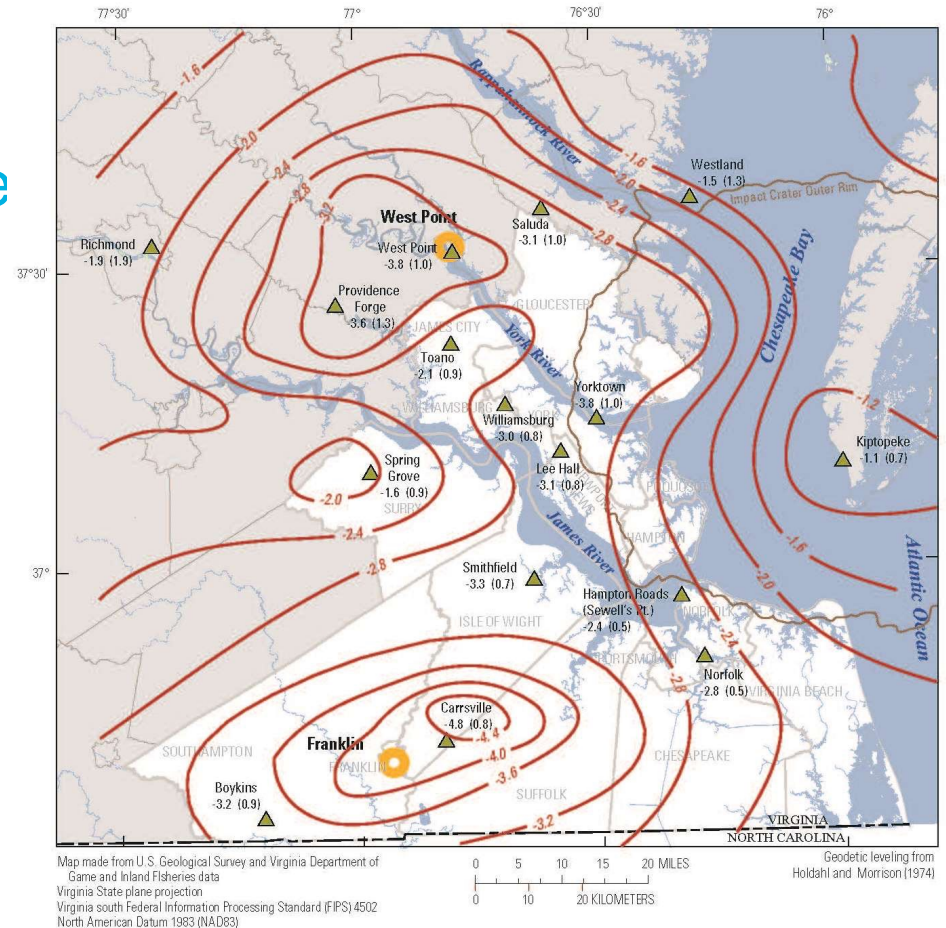 77°30'
77°
76°30'
76°
e
-1.6
-2.0
-2.4
-2.8
-3.2
Rappahannock River
-1.6
-2.0
-2.4
-2.8
Westland
-1.5 (1.3)
Impact Crater Outer Rim
Saluda
-3.1 (1.0)
West Point
West Point
-3.8 (1.0)
Richmond
-1.9 (1.9)
37°30'
Providence
Forge
3.6 (1.3)
GLOUCESTER
JAMES CITY
Toano
-2.1 (0.9)
York River
Chesapeake Bay
Yorktown
-3.8 (1.0)
WILLIAMSBURG
YORK
Williamsburg
-3.0 (0.8)
Lee Hall
-3.1 (0.8)
NEWPORT
NEWS
POQUOSON
-1.2
Kiptopeke
-1.1 (0.7)
Spring
Grove
-1.6 (0.9)
-2.0
SURRY
-2.4
-2.8
James River
HAMPTON
-1.6
-2.0
Atlantic Ocean
37°
Smithfield
-3.3 (0.7)
Hampton Roads
(Sewell's Pt.)
-2.4 (0.5)
NORFOLK
ISLE OF WIGHT
-2.4
PORTSMOUTH
-2.8
Norfolk
-2.8 (0.5)
VIRGINIA BEACH
Carrsville
-4.8 (0.8)
-4.4
-4.0
-3.6
-3.2
Franklin
FRANKLIN
SOUTHAMPTON
CHESAPEAKE
SUFFOLK
Boykins
-3.2 (0.9)
VIRGINIA
NORTH CAROLINA
Map made from U.S. Geological Survey and Virginia Department of
Game and Inland FIsheries data
Virginia State plane projection
Virginia south Federal Information Processing Standard (FIPS) 4502
North American Datum 1983 (NAD83)
0 5 10 15 20 MILES
0 10 20 KILOMETERS
Geodetic leveling from
Holdahl and Morrison (1974)